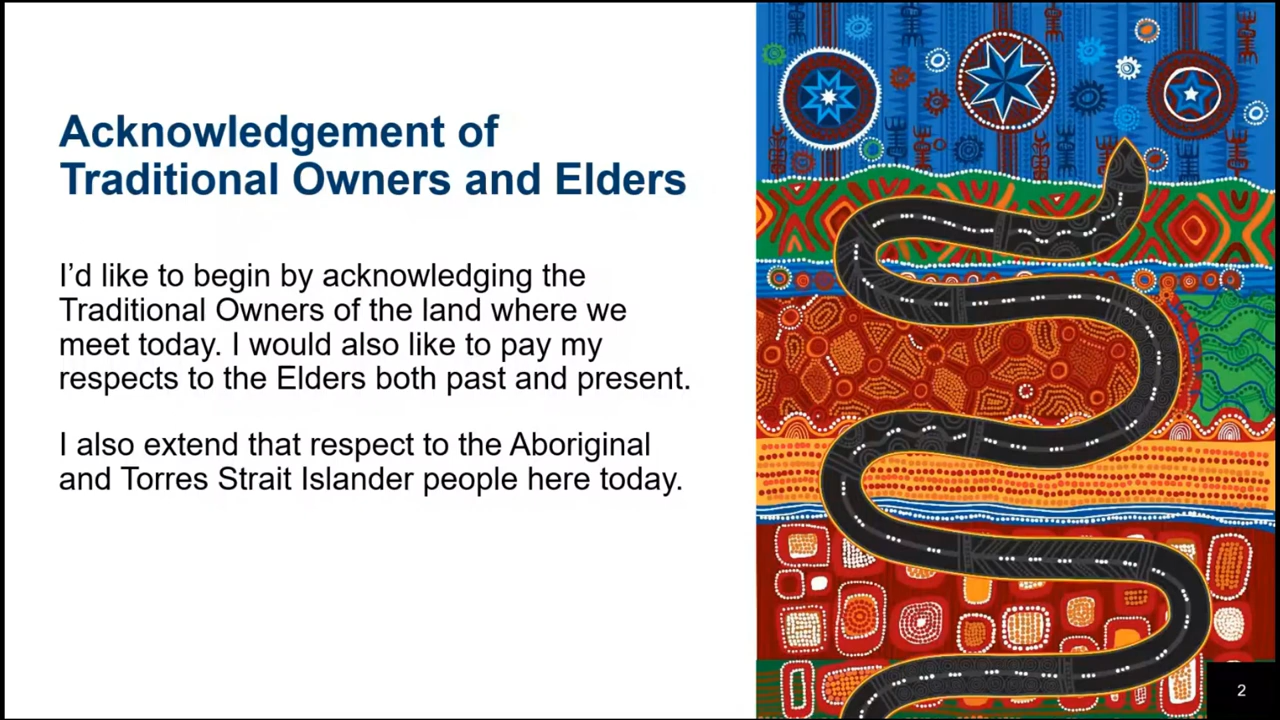 Acknowledgement of
Traditional Owners and Elders
I’d like to begin by acknowledging the
Traditional Owners of the land where we
meet today. I would also like to pay my
respects to the Elders both past and present.
I also extend that respect to the Aboriginal
and Torres Strait Islander people here today.
2